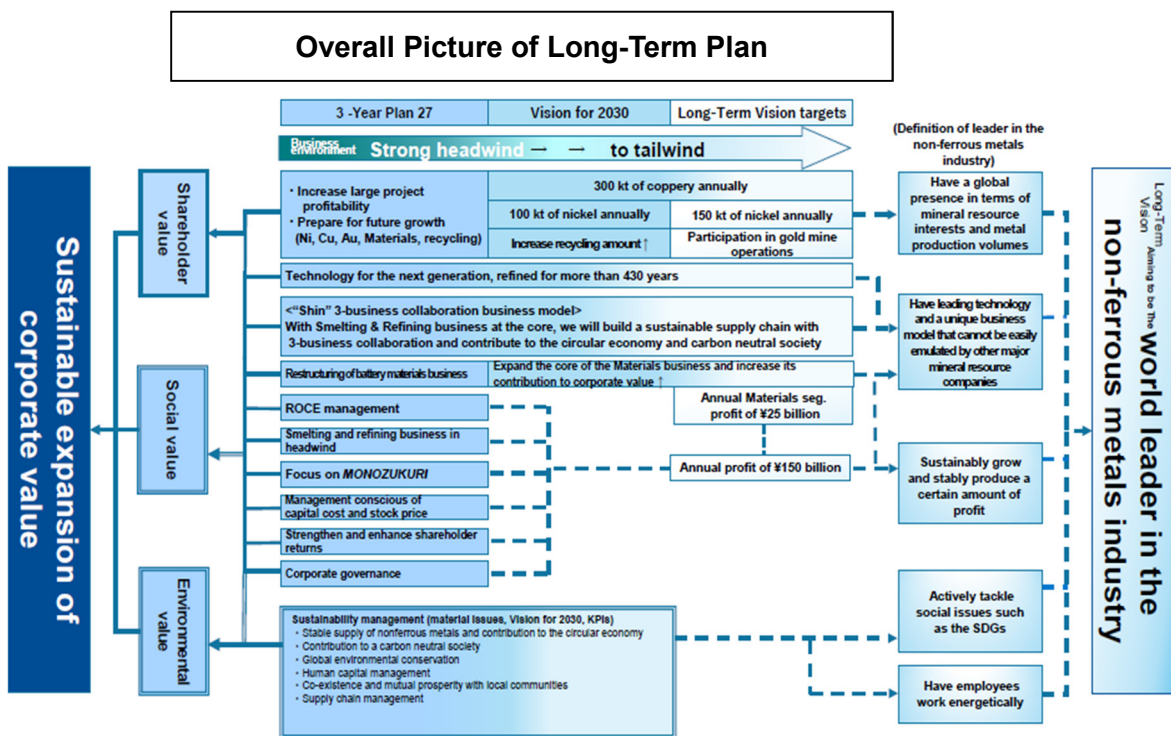 Overall Picture of Long-Term Plan
3 -Year Plan 27
Vision for 2030
Long-Term Vision targets
Business
environment
Strong headwind → → to tailwind
(Definition of leader in the
non-ferrous metals
industry)
Sustainable expansion of
corporate value
Shareholder
value
Social value
Environmental
value
・Increase large project
profitability
・Prepare for future growth
(Ni, Cu, Au, Materials, recycling)
300 kt of coppery annually
100 kt of nickel annually
150 kt of nickel annually
Increase recycling amount ↑
Participation in gold mine
operations
Technology for the next generation, refined for more than 430 years
<“Shin” 3-business collaboration business model>
With Smelting & Refining business at the core, we will build a sustainable supply chain with
3-business collaboration and contribute to the circular economy and carbon neutral society
Restructuring of battery materials business
Expand the core of the Materials business and increase its
contribution to corporate value ↑
Annual Materials seg.
profit of ¥25 billion
Annual profit of ¥150 billion
ROCE management
Smelting and refining business in
headwind
Focus on MONOZUKURI
Management conscious of
capital cost and stock price
Strengthen and enhance shareholder
returns
Corporate governance
Sustainability management (material issues, Vision for 2030, KPIs)
・Stable supply of nonferrous metals and contribution to the circular economy
・Contribution to a carbon neutral society
・Global environmental conservation
・Human capital management
・Co-existence and mutual prosperity with local communities
・Supply chain management
Have a global
presence in terms of
mineral resource
interests and metal
production volumes
Have leading technology
and a unique business
model that cannot be easily
emulated by other major
mineral resource
companies
Sustainably grow
and stably produce a
certain amount of
profit
Actively tackle
social issues such
as the SDGs
Have employees
work energetically
Long-Term
Vision
Aiming to be The world leader in the
non-ferrous metals industry